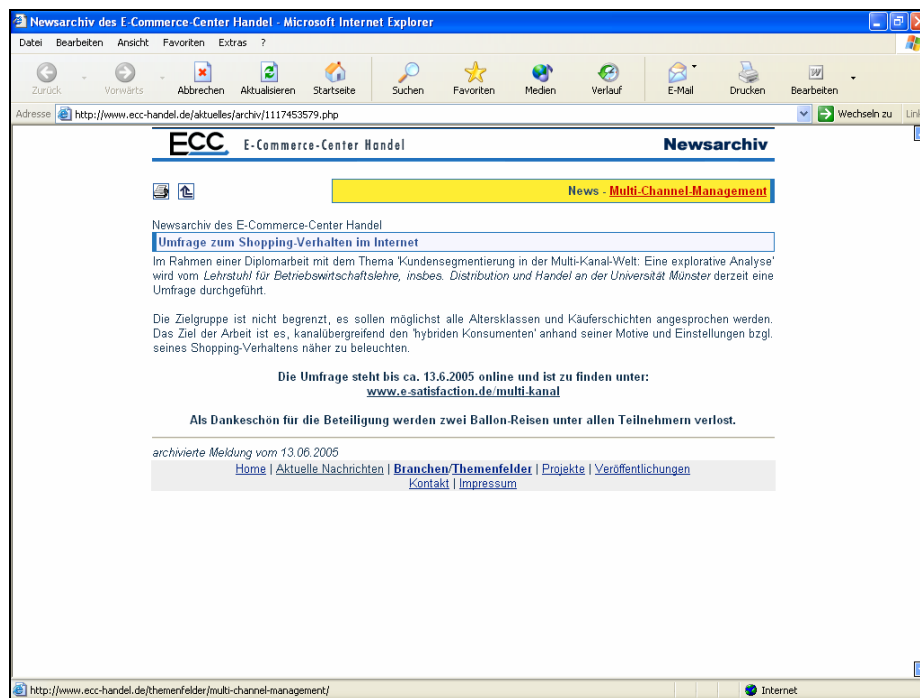 Newsarchiv des E-Commerce-Center Handel - Microsoft Internet Explorer
Datei Bearbeiten Ansicht Favoriten Extras ?
Zurück Vorwärts Abbrechen Aktualisieren Startseite Suchen Favoriten Medien Verlauf E-Mail Drucken Bearbeiten
Adresse http://www.ecc-handel.de/aktuelles/archiv/1117453579.php Wechseln zu
ECC E-Commerce-Center Handel Newsarchiv
News - Multi-Channel-Management
Newsarchiv des E-Commerce-Center Handel
Umfrage zum Shopping-Verhalten im Internet
Im Rahmen einer Diplomarbeit mit dem Thema 'Kundensegmentierung in der Multi-Kanal-Welt: Eine explorative Analyse'
wird vom Lehrstuhl für Betriebswirtschaftslehre, insbes. Distribution und Handel an der Universität Münster derzeit eine
Umfrage durchgeführt.
Die Zielgruppe ist nicht begrenzt, es sollen möglichst alle Altersklassen und Käuferschichten angesprochen werden.
Das Ziel der Arbeit ist es, kanalübergreifend den 'hybriden Konsumenten' anhand seiner Motive und Einstellungen bzgl.
seines Shopping-Verhaltens näher zu beleuchten.
Die Umfrage steht bis ca. 13.6.2005 online und ist zu finden unter:
www.e-satisfaction.de/multi-kanal
Als Dankeschön für die Beteiligung werden zwei Ballon-Reisen unter allen Teilnehmern verlost.
archivierte Meldung vom 13.06.2005
Home | Aktuelle Nachrichten | Branchen/Themenfelder | Projekte | Veröffentlichungen
Kontakt | Impressum
http://www.ecc-handel.de/themenfelder/multi-channel-management/ Internet